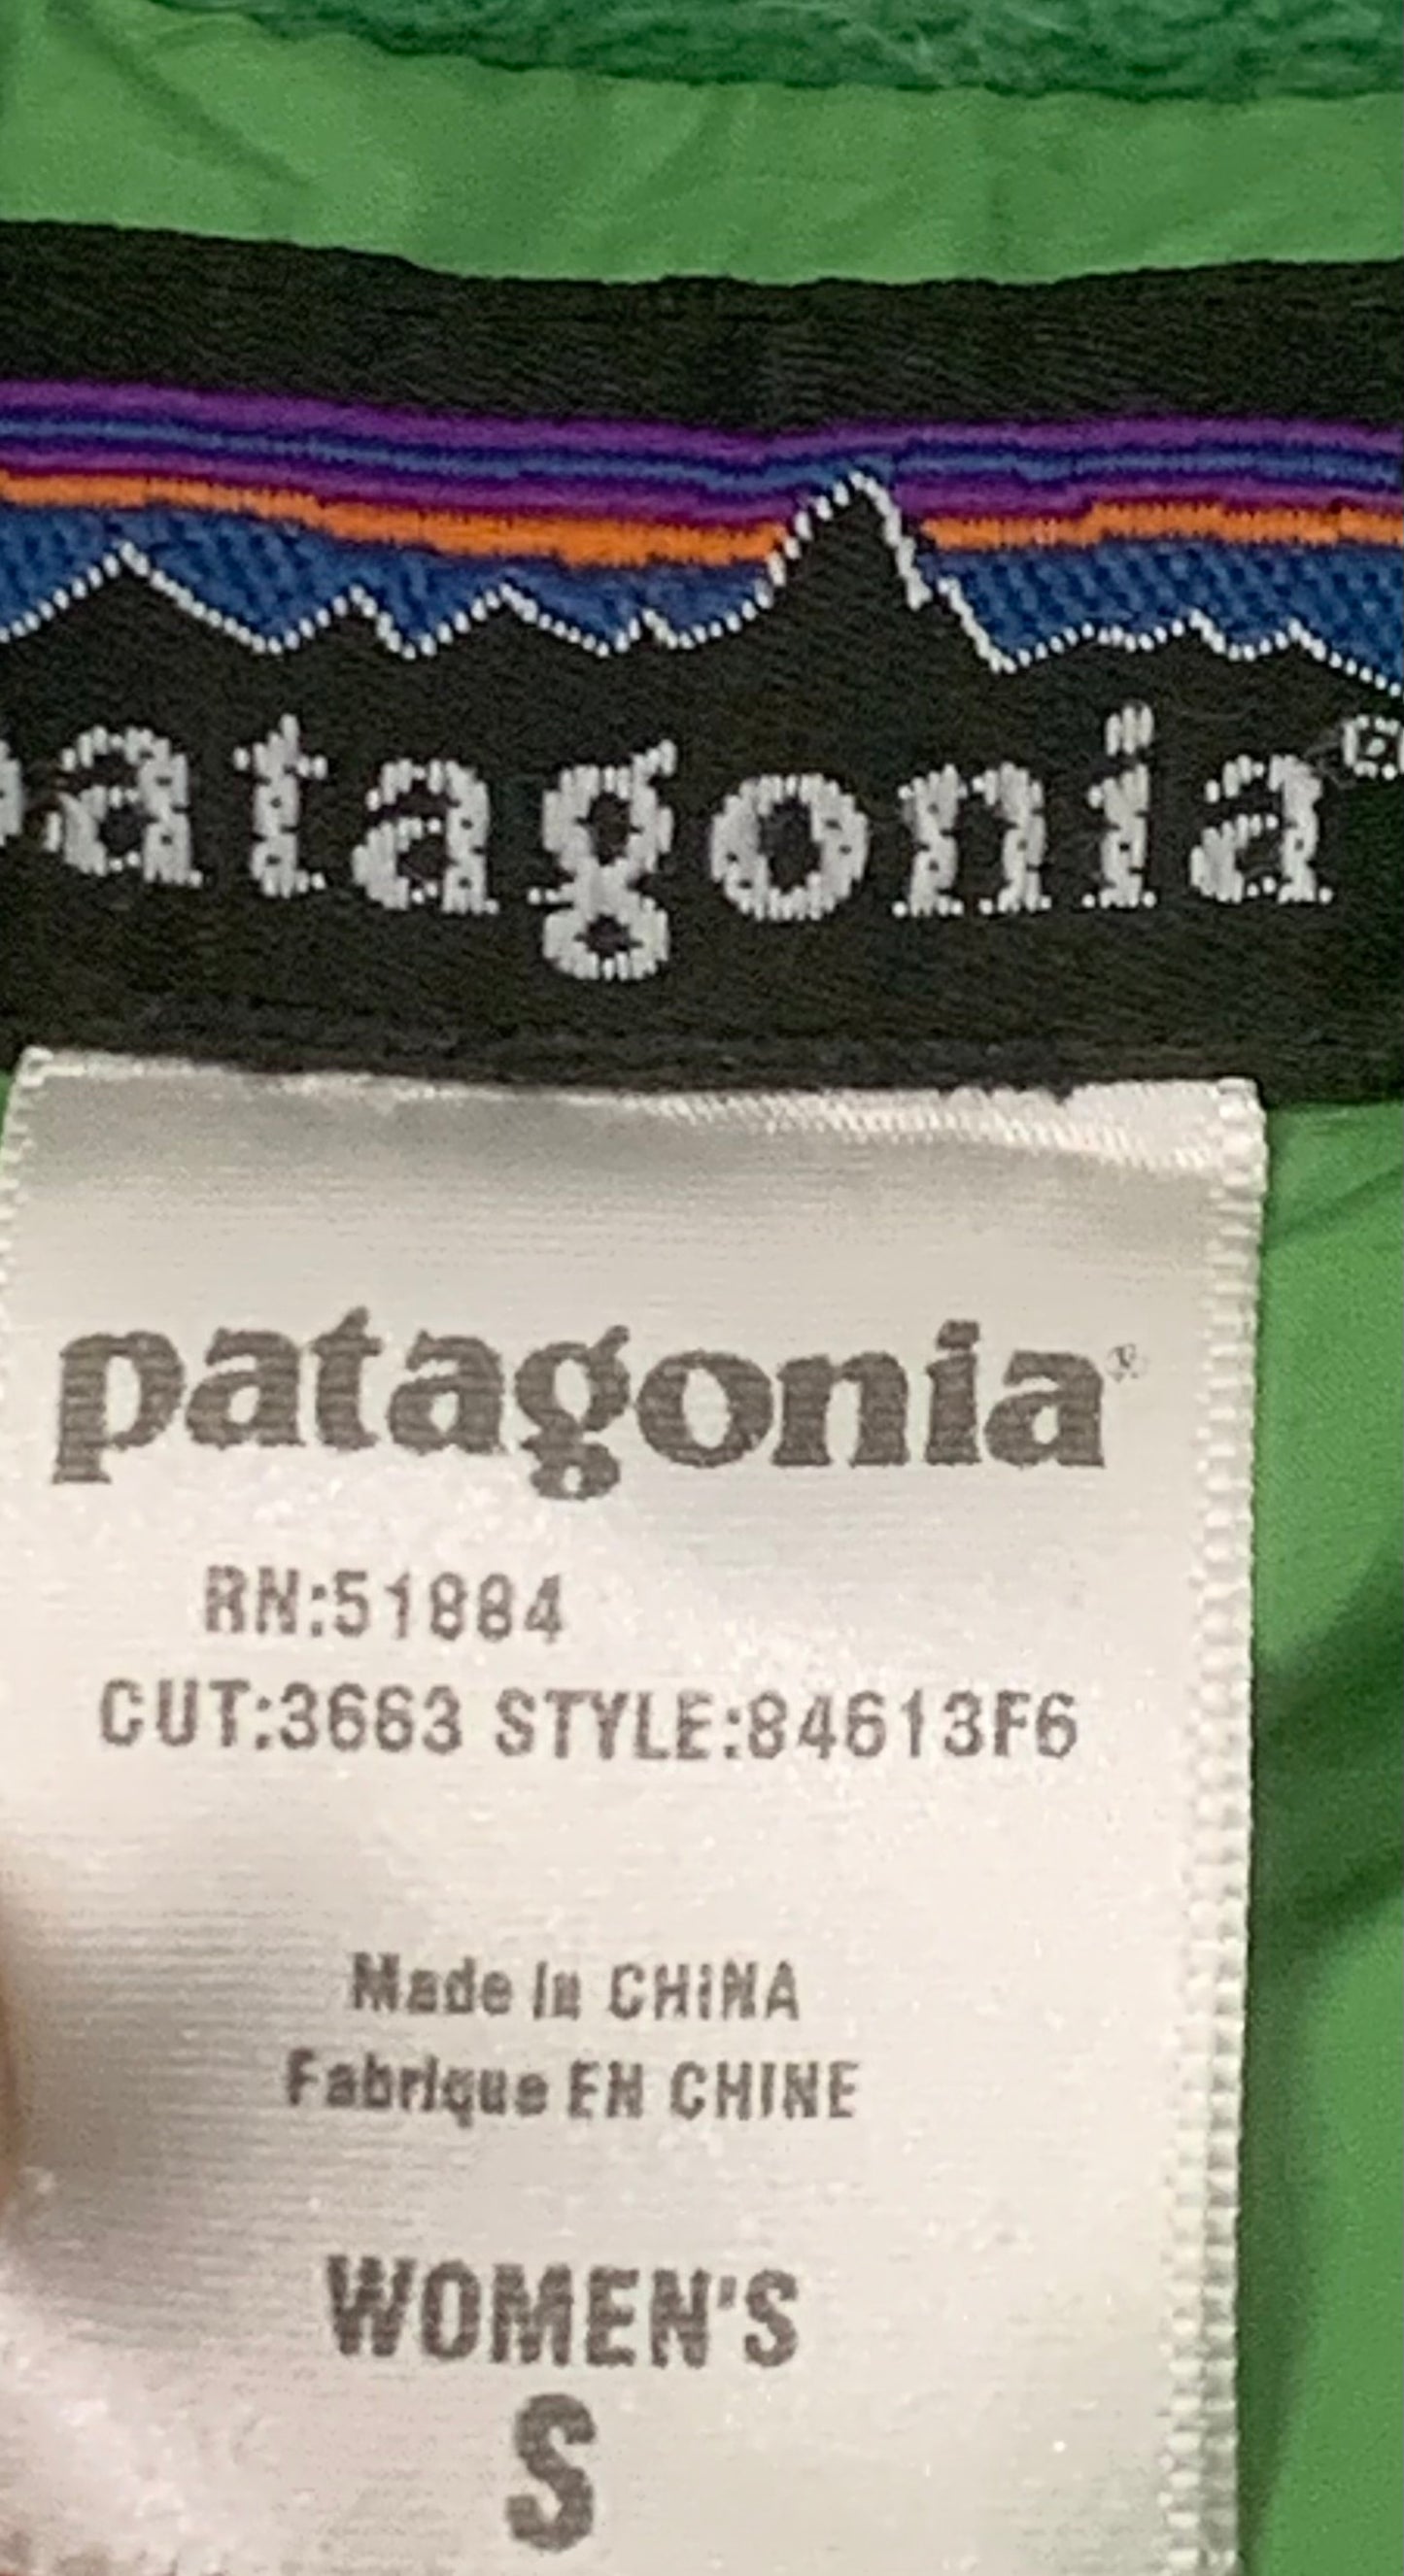 patagonia®
patagonia®
RN:51884
CUT:3663 STYLE:84613F6
Made in CHINA
Fabrique EN CHINE
WOMEN'S
S